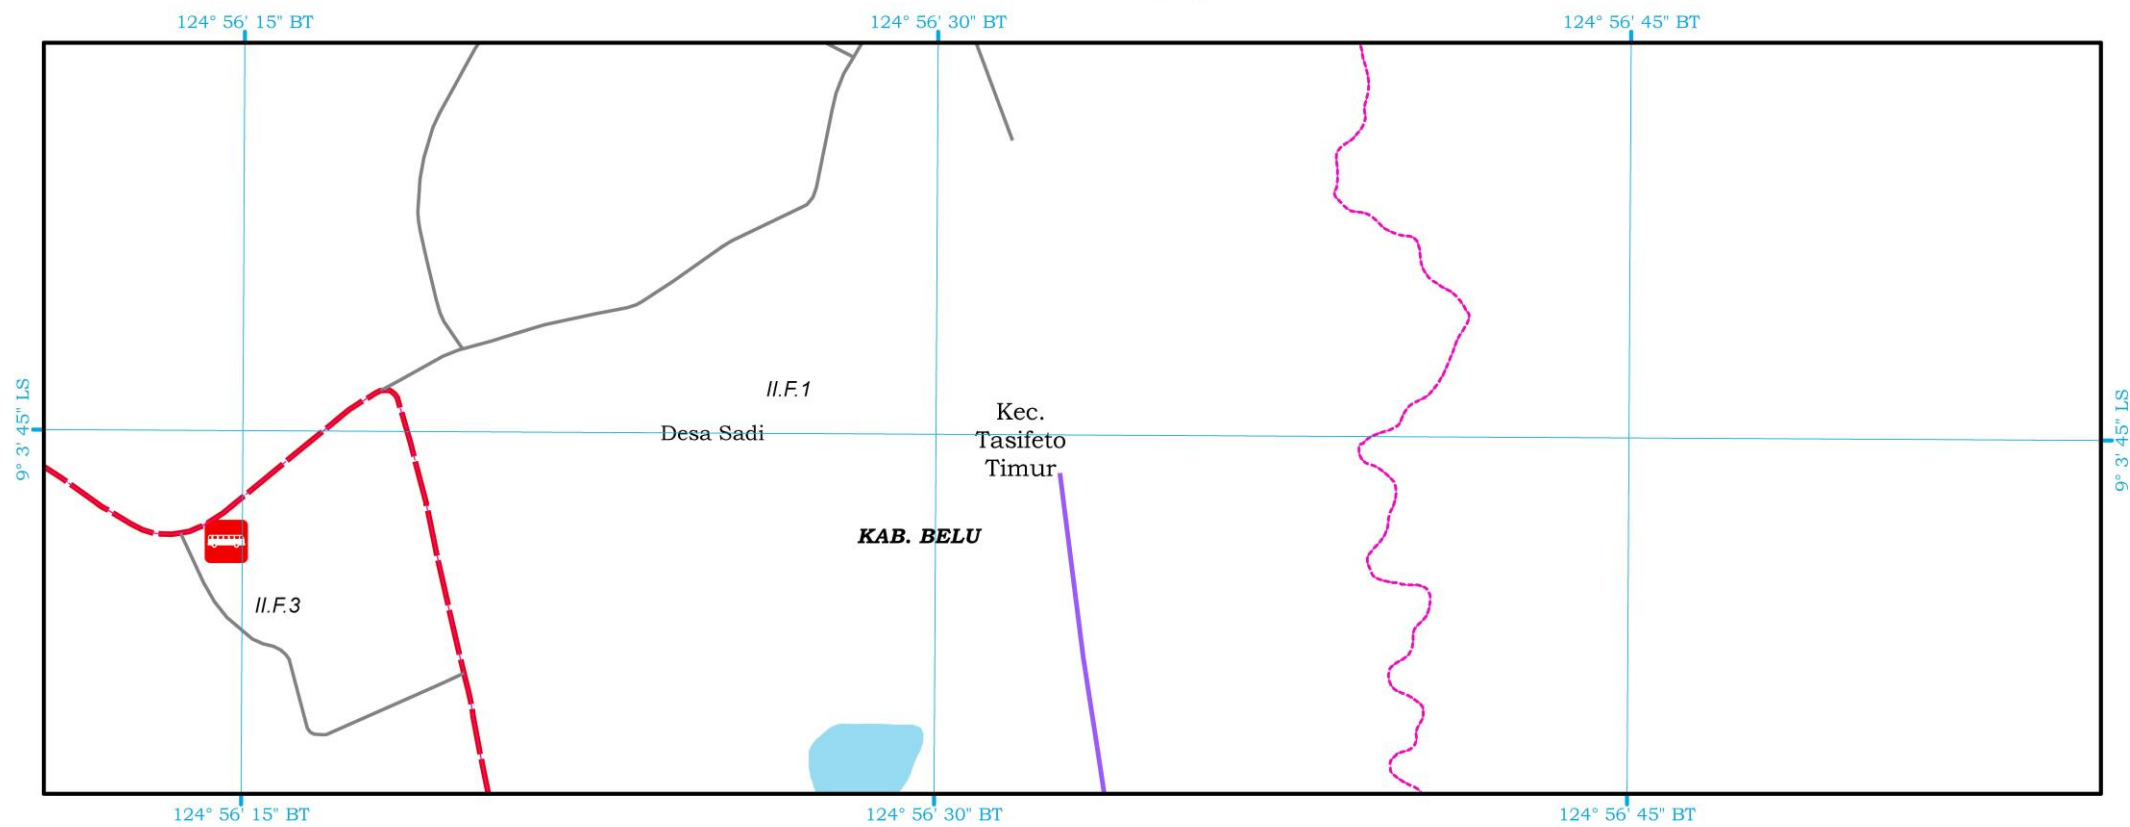 124° 56' 15" BT
124° 56' 30" BT
124° 56' 45" BT
9° 3' 45" LS
9° 3' 45" LS
II.F.1
Desa Sadi
Kec.
Tasifeto
Timur
KAB. BELU
II.F.3
124° 56' 15" BT
124° 56' 30" BT
124° 56' 45" BT